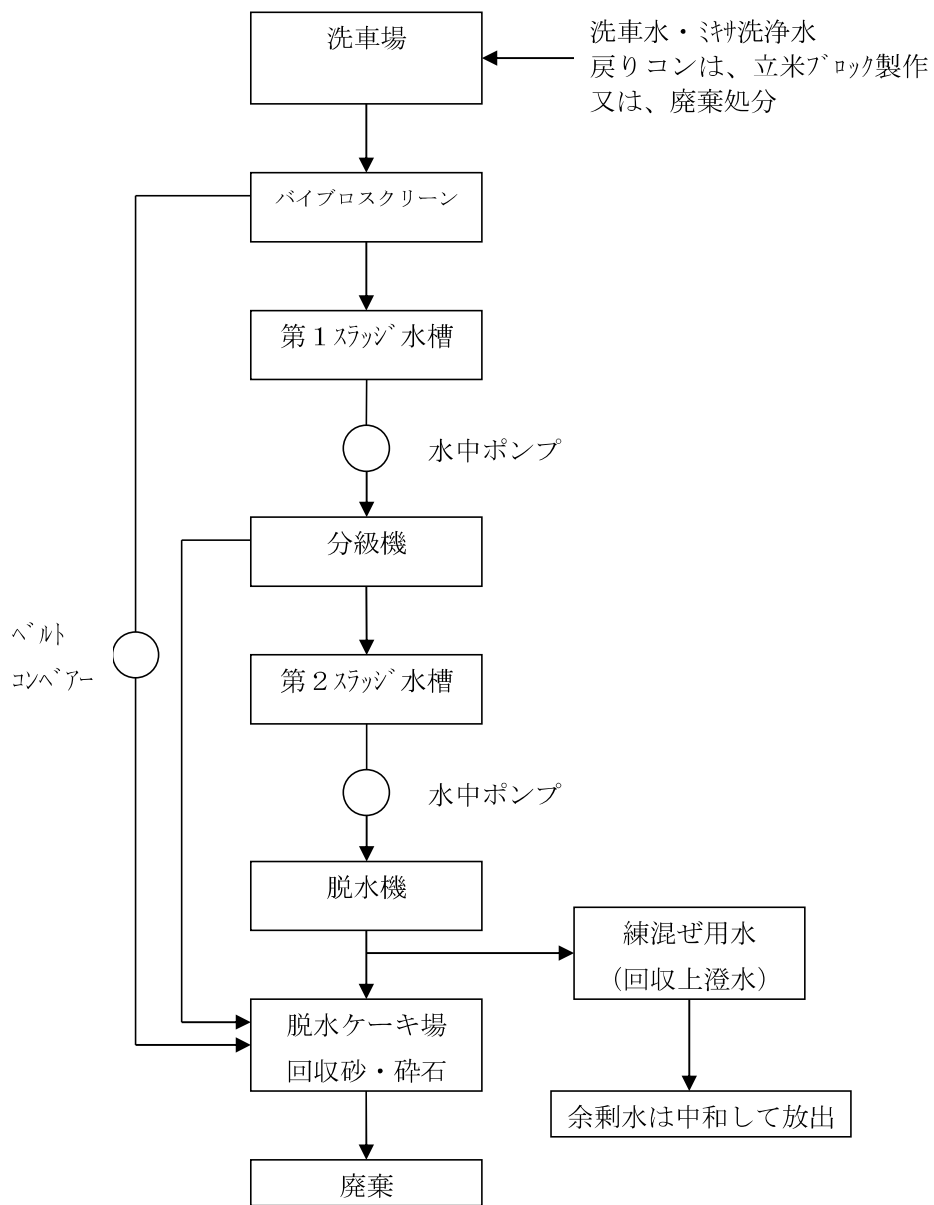 洗車場
洗車水・ﾐｷｻ洗浄水
戻りコンは、立米ﾌﾞﾛｯｸ製作
又は、廃棄処分
バイブロスクリーン
第１ｽﾗｯｼﾞ水槽
水中ポンプ
分級機
ﾍﾞﾙﾄ
ｺﾝﾍﾞｱｰ
第２ｽﾗｯｼﾞ水槽
水中ポンプ
脱水機
練混ぜ用水
（回収上澄水）
脱水ケーキ場
回収砂・砕石
余剰水は中和して放出
廃棄